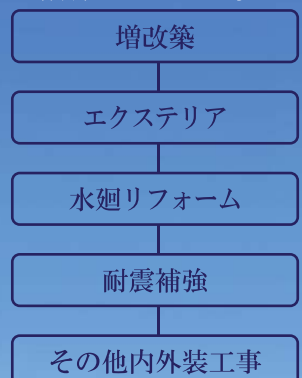 増改築
エクステリア
水廻リフォーム
耐震補強
その他内外装工事